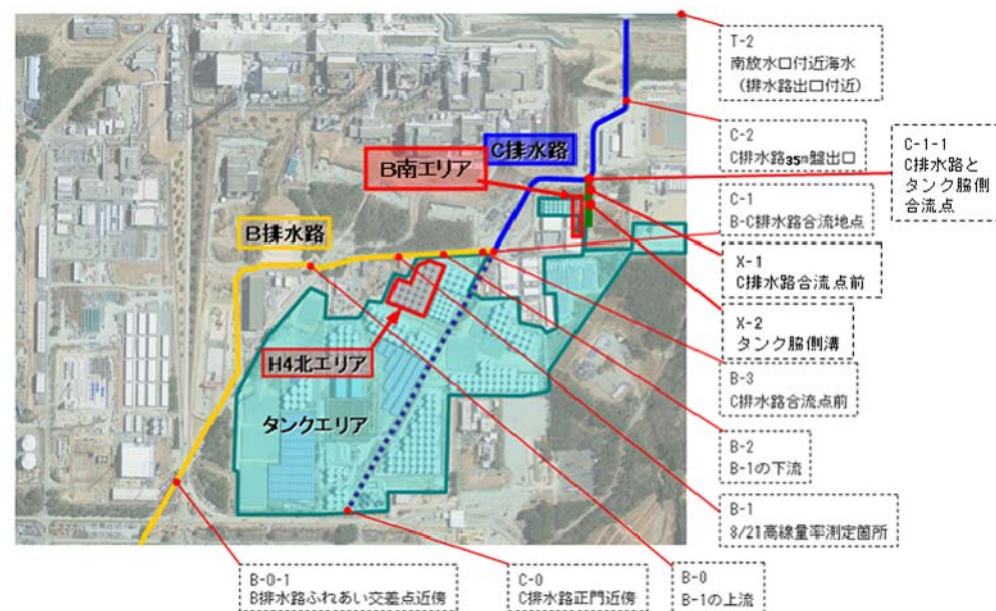 T-2
南放水口付近海水
(排水路出口付近)
C-2
C排水路35m盤出口
C-1-1
C排水路と
タンク脇側
合流点
C排水路
B南エリア
C-1
B-C排水路合流地点
B排水路
X-1
C排水路合流点前
X-2
タンク脇側溝
H4北エリア
B-3
C排水路合流点前
タンクエリア
B-2
B-1の下流
B-1
8/21高線量率測定箇所
B-0-1
B排水路ふれあい交差点近傍
C-0
C排水路正門近傍
B-0
B-1の上流